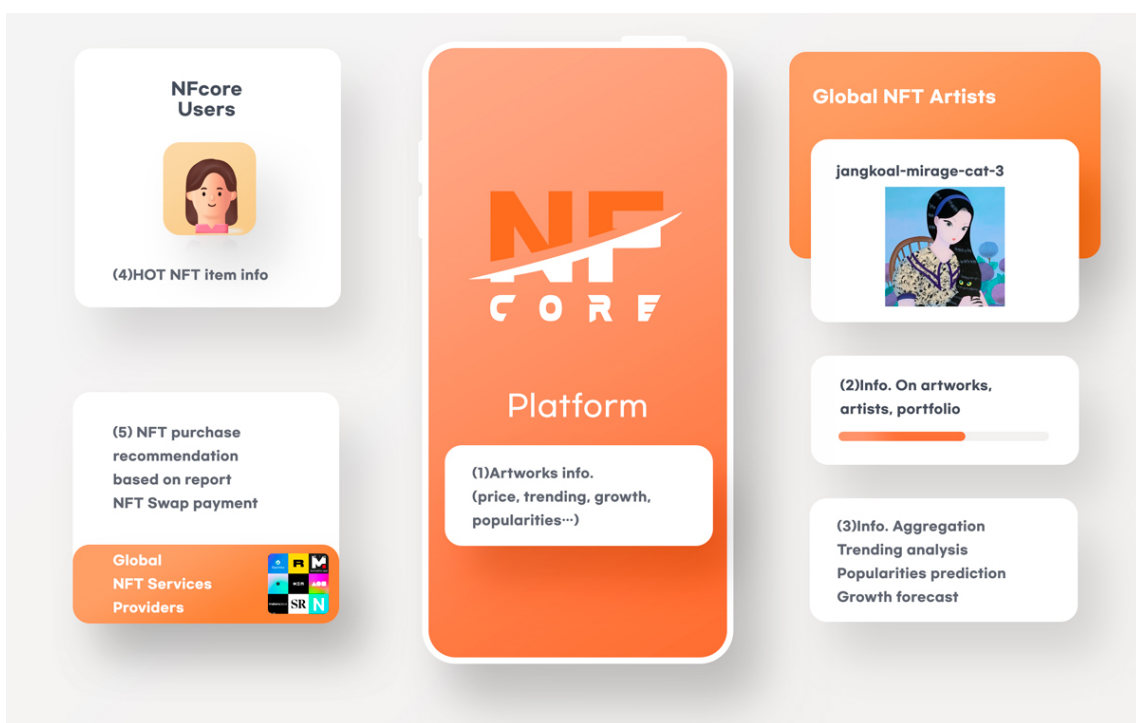 NFcore
Users
(4)HOT NFT item info
(5) NFT purchase
recommendation
based on report
NFT Swap payment
Global
NFT Services
Providers
R
M
SR
N
NF
CORE
Platform
(1)Artworks info.
(price, trending, growth,
popularities···)
Global NFT Artists
jangkoal-mirage-cat-3
(2)Info. On artworks,
artists, portfolio
(3)Info. Aggregation
Trending analysis
Popularities prediction
Growth forecast